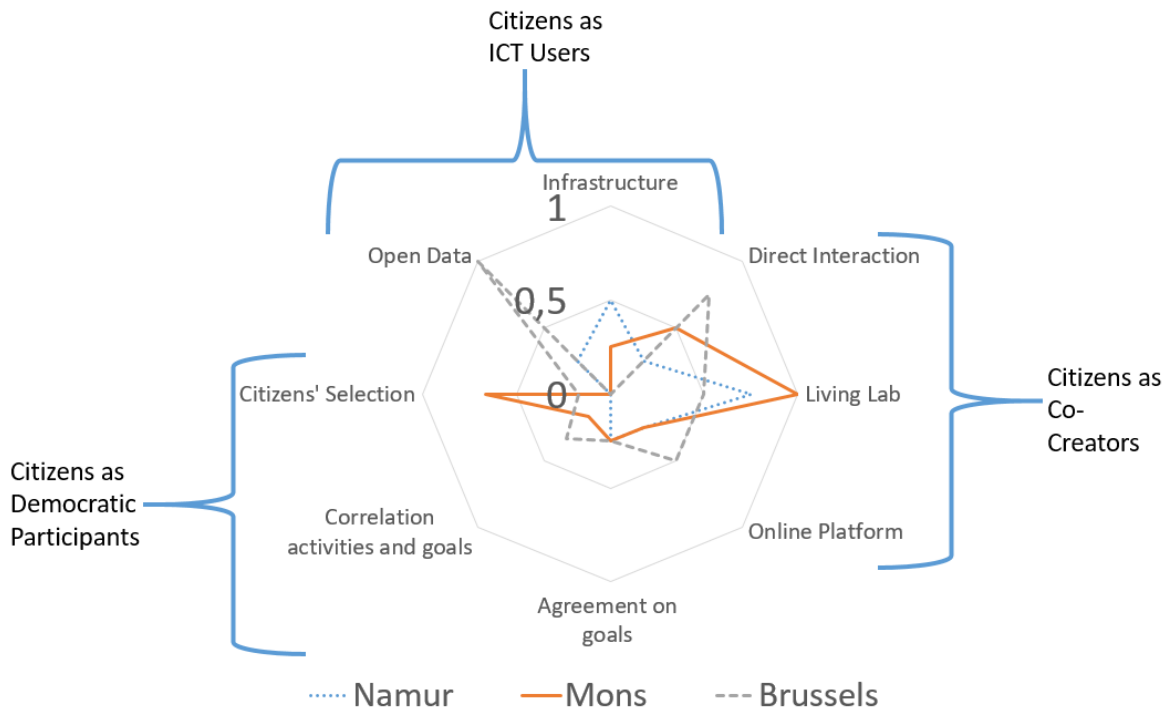 Citizens as
ICT Users
Infrastructure
1
Open Data
Direct Interaction
0,5
Citizens' Selection
0
Living Lab
Citizens as
Co-
Creators
Citizens as
Democratic
Participants
Correlation
activities and goals
Online Platform
Agreement on
goals
Namur
Mons
Brussels